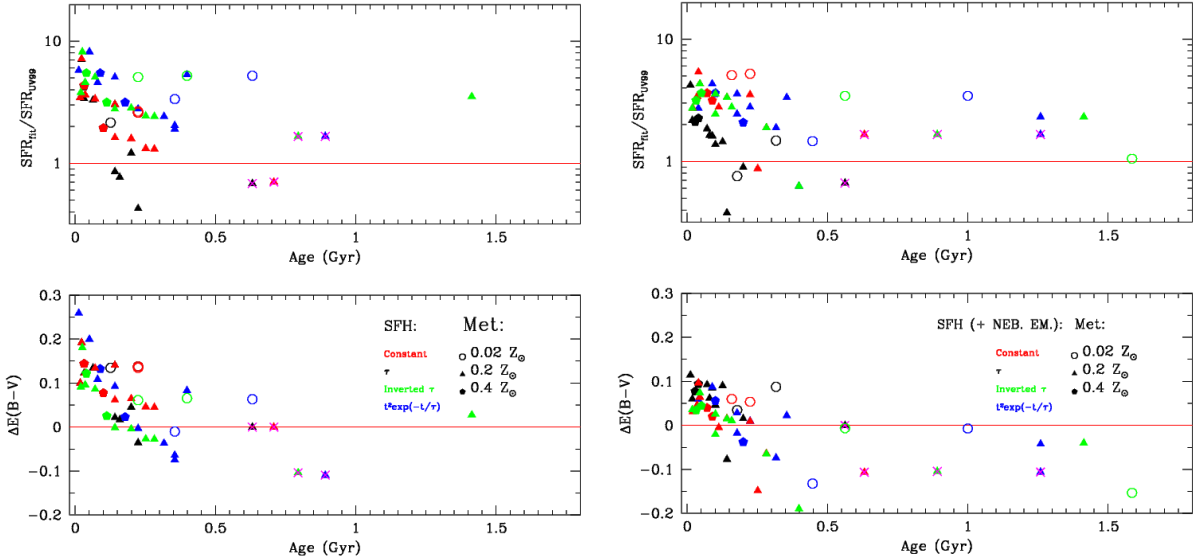 10
1
SFR_fit/SFR_UV99
0 0.5 1 1.5
Age (Gyr)
10
1
SFR_fit/SFR_UV99
0 0.5 1 1.5
Age (Gyr)
0.3
0.2
0.1
0
-0.1
-0.2
ΔE(B-V)
SFH: Met:
Constant 0.02 Z⊙
τ 0.2 Z⊙
Inverted τ 0.4 Z⊙
t²exp(-t/τ)
0 0.5 1 1.5
Age (Gyr)
0.3
0.2
0.1
0
-0.1
-0.2
ΔE(B-V)
SFH (+ NEB. EM.): Met:
Constant 0.02 Z⊙
τ 0.2 Z⊙
Inverted τ 0.4 Z⊙
t²exp(-t/τ)
0 0.5 1 1.5
Age (Gyr)